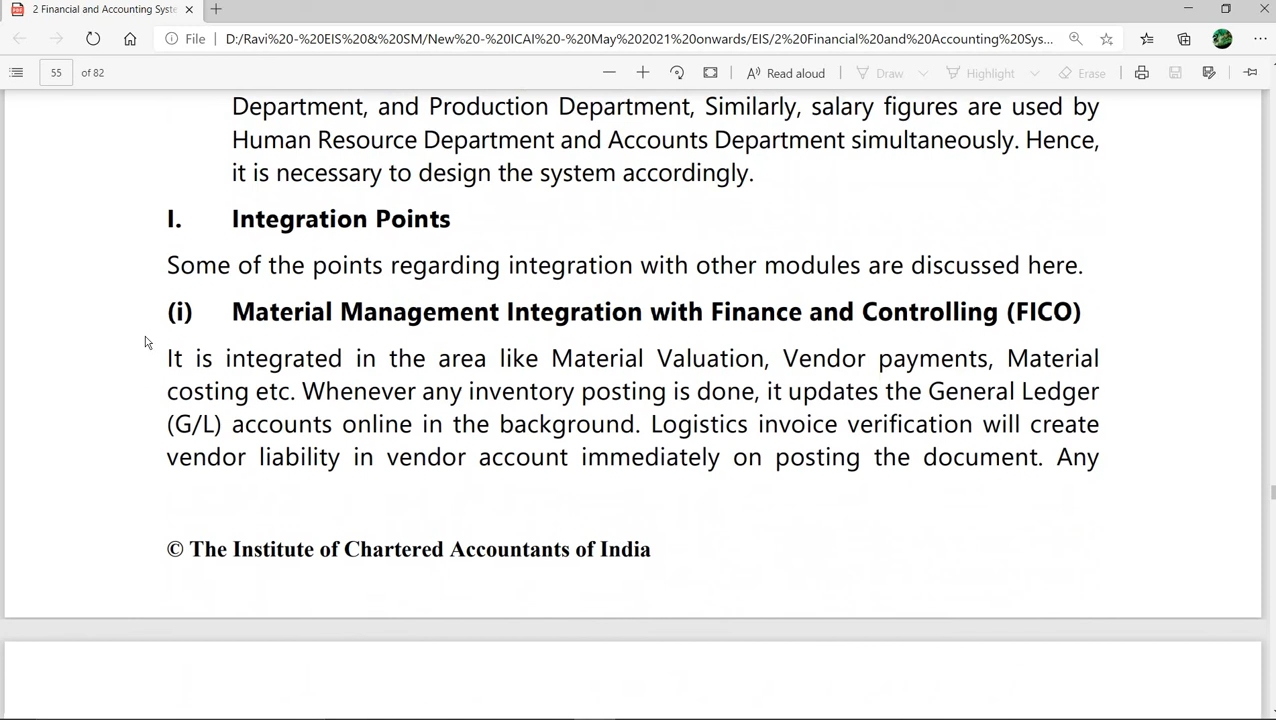 2 Financial and Accounting Syste
File
D:/Ravi%20-%20EIS%20&%20SM/New%20-%20ICAI%20-%20May%202021%20onwards/EIS/2%20Financial%20and%20Accounting%20Sys...
55 of 82
Read aloud
Draw
Highlight
Erase
Department, and Production Department, Similarly, salary figures are used by
Human Resource Department and Accounts Department simultaneously. Hence,
it is necessary to design the system accordingly.
I. Integration Points
Some of the points regarding integration with other modules are discussed here.
(i) Material Management Integration with Finance and Controlling (FICO)
It is integrated in the area like Material Valuation, Vendor payments, Material
costing etc. Whenever any inventory posting is done, it updates the General Ledger
(G/L) accounts online in the background. Logistics invoice verification will create
vendor liability in vendor account immediately on posting the document. Any
© The Institute of Chartered Accountants of India